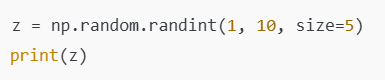 z = np.random.randint(1, 10, size=5)
print(z)